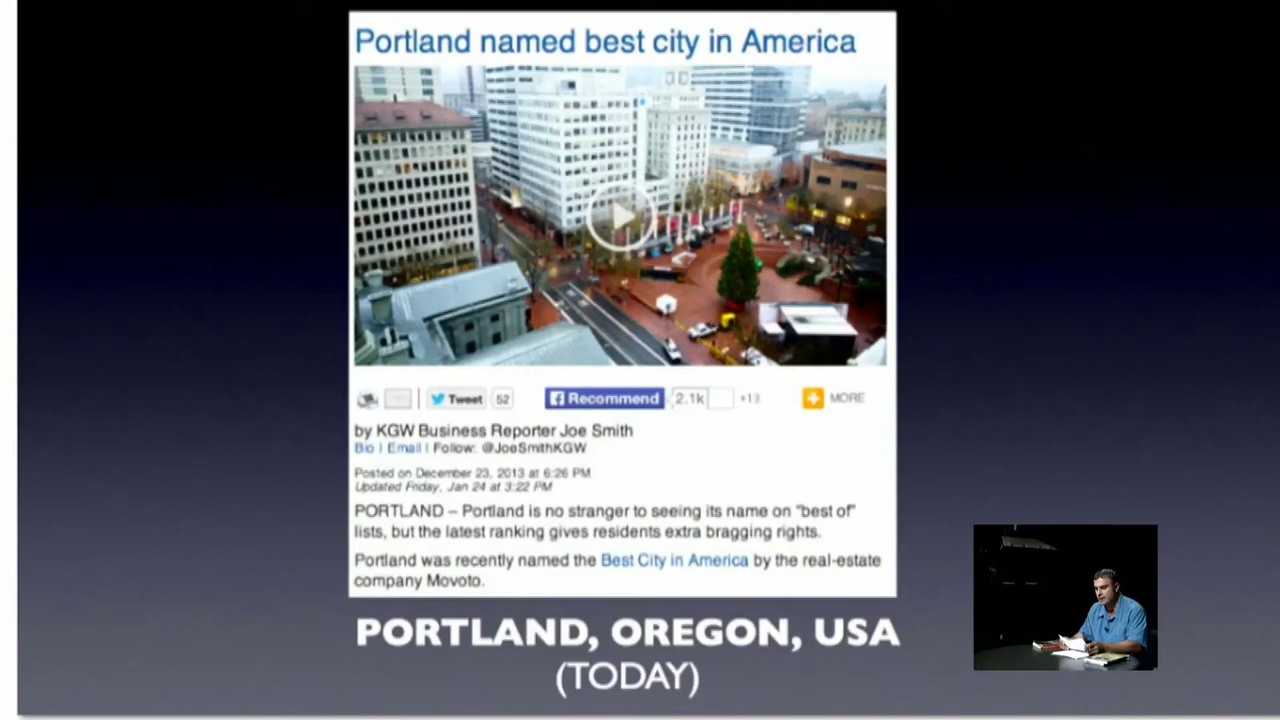 Portland named best city in America
Tweet 52 Recommend 2.1k +13 MORE
by KGW Business Reporter Joe Smith
Bio | Email | Follow: @JoeSmithKGW
Posted on December 23, 2013 at 6:26 PM
Updated Friday, Jan 24 at 3:22 PM
PORTLAND – Portland is no stranger to seeing its name on "best of"
lists, but the latest ranking gives residents extra bragging rights.
Portland was recently named the Best City in America by the real-estate
company Movoto.
PORTLAND, OREGON, USA
(TODAY)